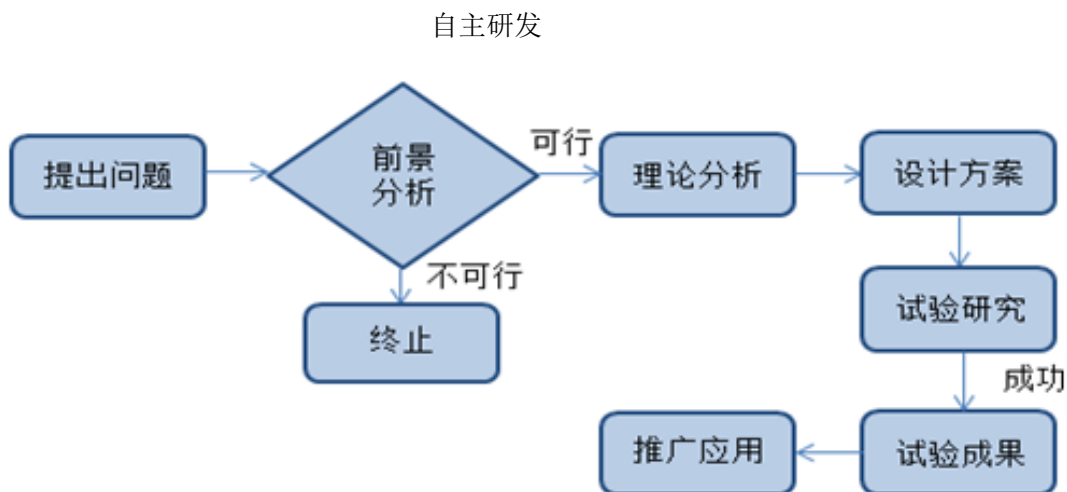 自主研发
提出问题
前景
分析
可行
理论分析
设计方案
不可行
终止
试验研究
成功
试验成果
推广应用